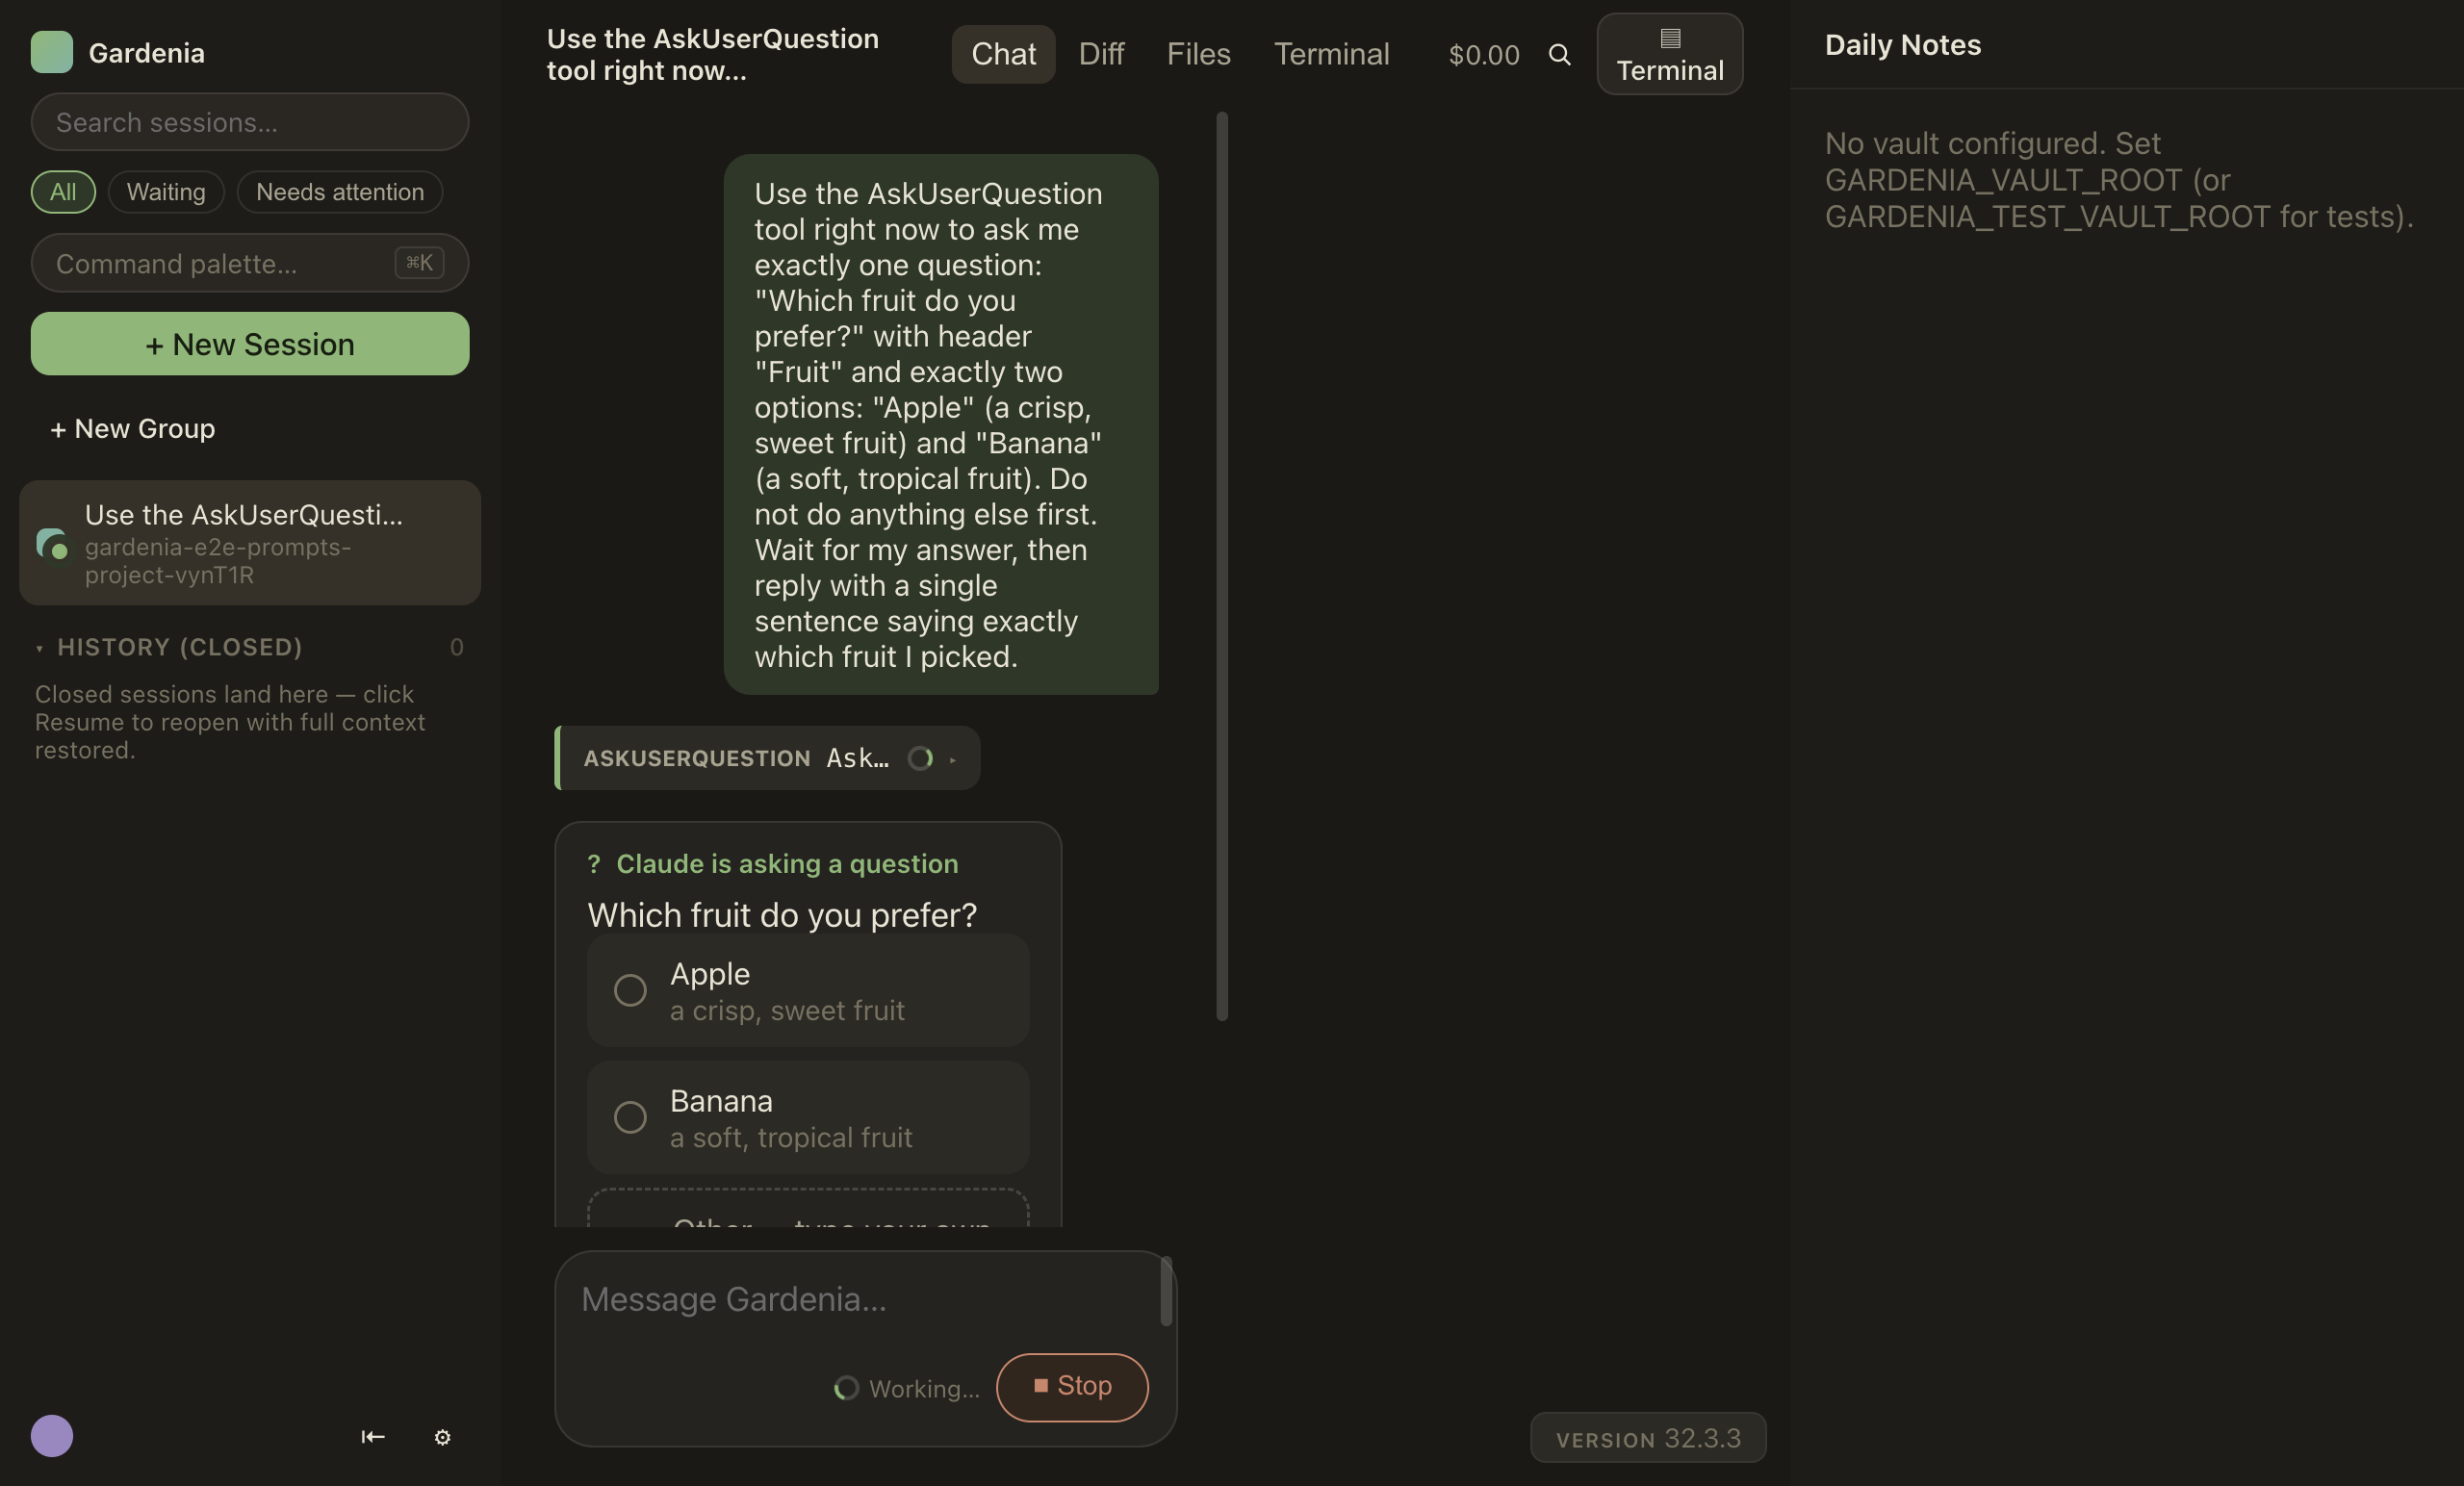 Gardenia
Search sessions...
All
Waiting
Needs attention
Command palette...
⌘K
+ New Session
+ New Group
Use the AskUserQuesti...
gardenia-e2e-prompts-
project-vynT1R
HISTORY (CLOSED)
0
Closed sessions land here — click
Resume to reopen with full context
restored.
Use the AskUserQuestion
tool right now...
Chat
Diff
Files
Terminal
$0.00
Terminal
Use the AskUserQuestion
tool right now to ask me
exactly one question:
"Which fruit do you
prefer?" with header
"Fruit" and exactly two
options: "Apple" (a crisp,
sweet fruit) and "Banana"
(a soft, tropical fruit). Do
not do anything else first.
Wait for my answer, then
reply with a single
sentence saying exactly
which fruit I picked.
ASKUSERQUESTION Ask...
? Claude is asking a question
Which fruit do you prefer?
Apple
a crisp, sweet fruit
Banana
a soft, tropical fruit
Other — type your own
Message Gardenia...
Working...
Stop
VERSION 32.3.3
Daily Notes
No vault configured. Set
GARDENIA_VAULT_ROOT (or
GARDENIA_TEST_VAULT_ROOT for tests).